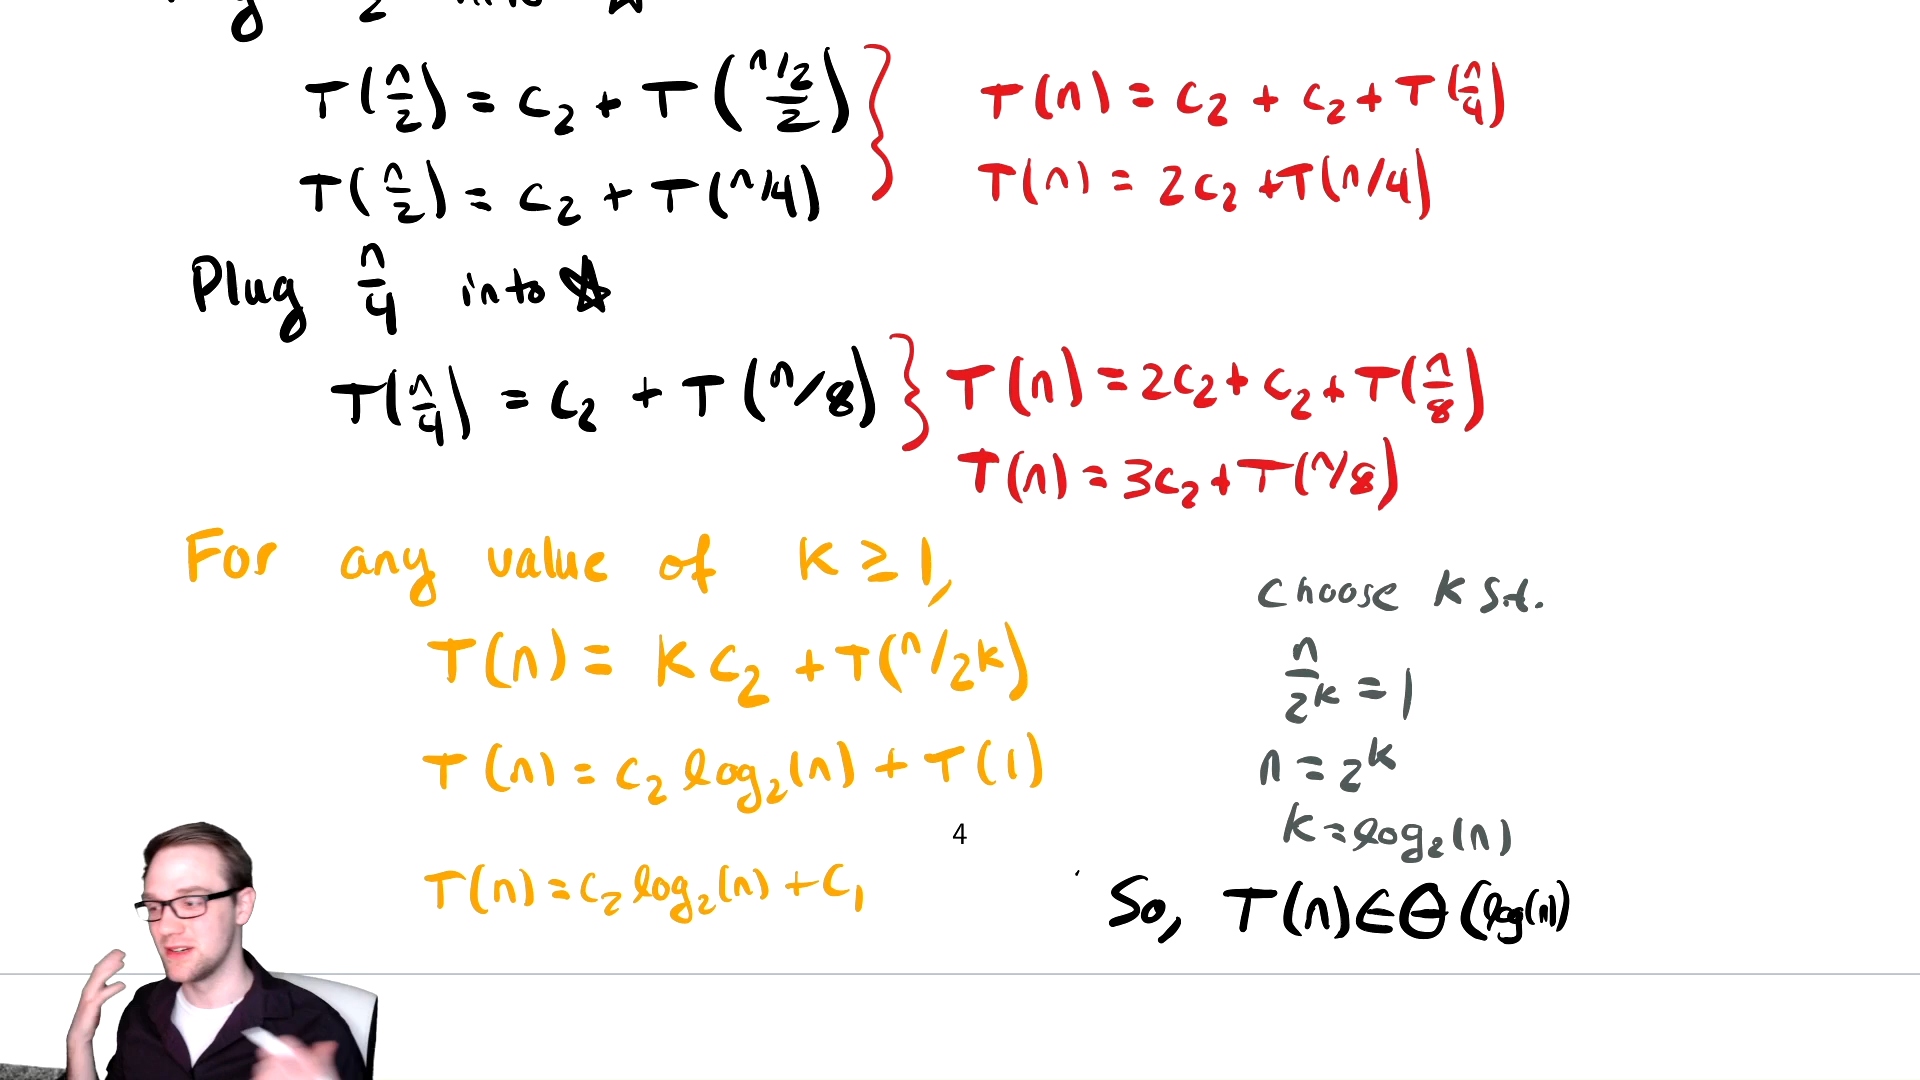 T(n/2) = c₂ + T((n/2)/2)
T(n/2) = c₂ + T(n/4)
T(n) = c₂ + c₂ + T(n/4)
T(n) = 2c₂ + T(n/4)
Plug n/4 into ☆
T(n/4) = c₂ + T(n/8)
T(n) = 2c₂ + c₂ + T(n/8)
T(n) = 3c₂ + T(n/8)
For any value of K ≥ 1,
T(n) = Kc₂ + T(n/2k)
T(n) = c₂ log₂(n) + T(1)
T(n) = c₂ log₂(n) + c₁
choose K s.t.
n/2ᴷ = 1
n = 2ᵏ
K = log₂(n)
4
So, T(n) ∈ Θ(log(n))